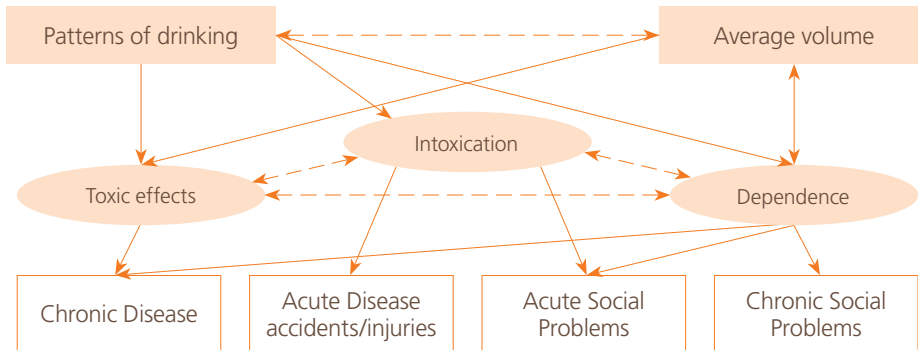 Patterns of drinking
Average volume
Intoxication
Toxic effects
Dependence
Chronic Disease
Acute Disease
accidents/injuries
Acute Social
Problems
Chronic Social
Problems